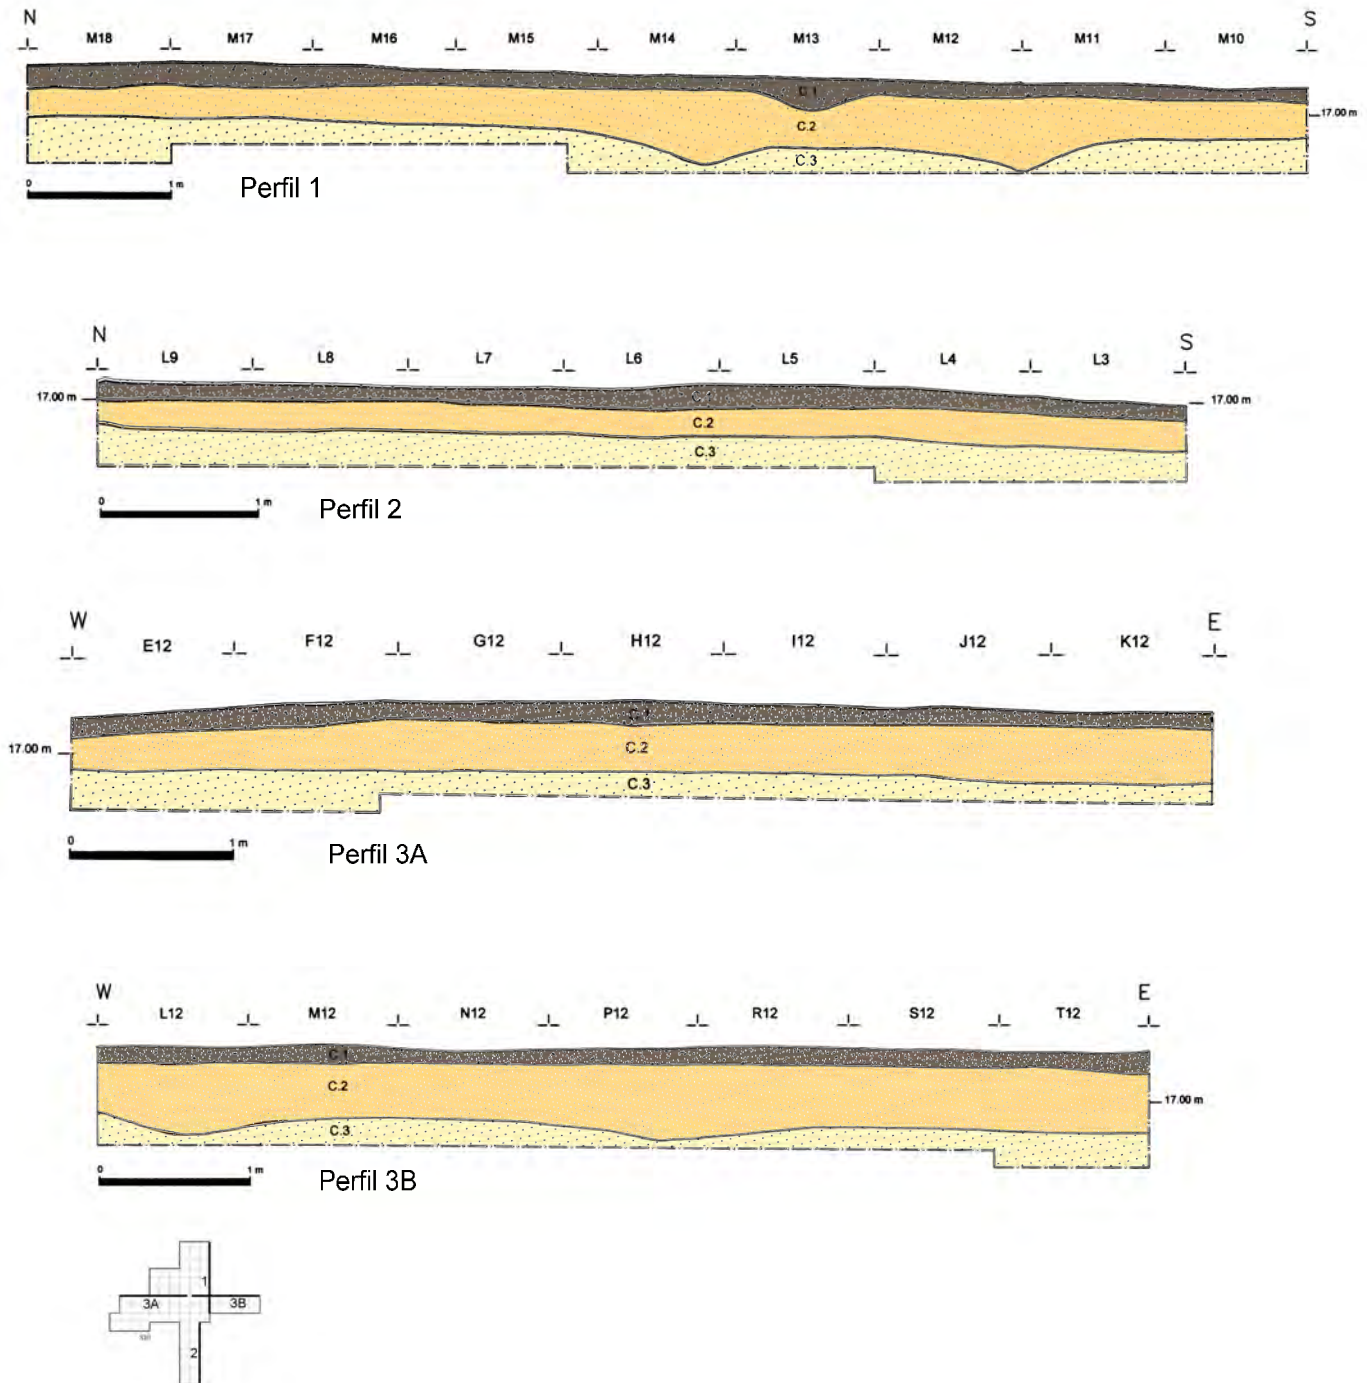 N S
M18 M17 M16 M15 M14 M13 M12 M11 M10
C.1
17.00 m
C.2
C.3
0 1 m
Perfil 1
N S
L9 L8 L7 L6 L5 L4 L3
17.00 m C.1 17.00 m
C.2
C.3
0 1 m
Perfil 2
W E
E12 F12 G12 H12 I12 J12 K12
C.1
17.00 m C.2
C.3
0 1 m
Perfil 3A
W E
L12 M12 N12 P12 R12 S12 T12
C.1
C.2
17.00 m
C.3
0 1 m
Perfil 3B
1
3A 3B
2